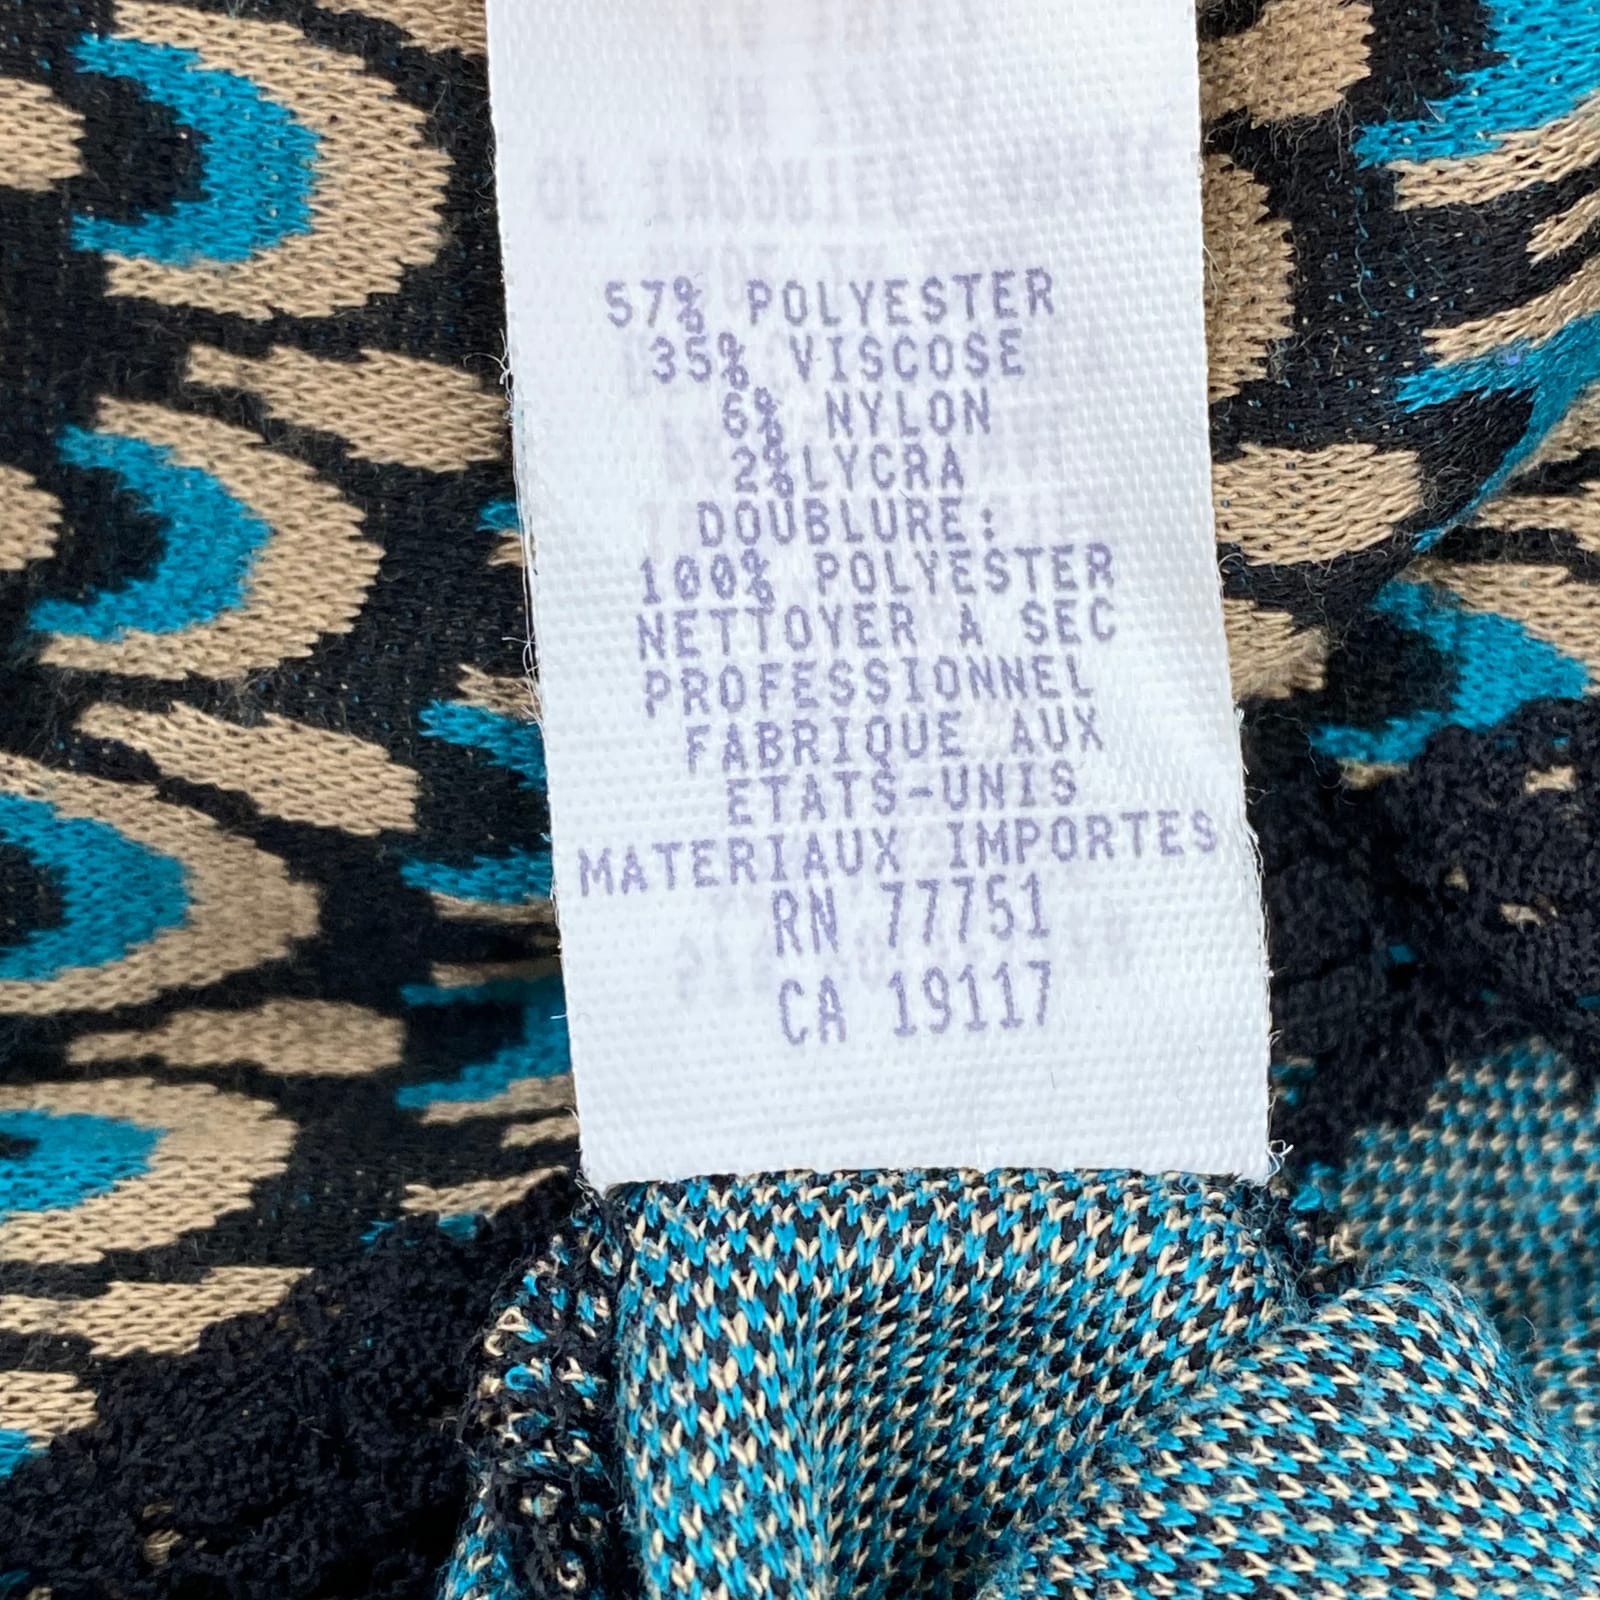 57% POLYESTER
35% VISCOSE
6% NYLON
2%LYCRA
DOUBLURE:
100% POLYESTER
NETTOYER A SEC
PROFESSIONNEL
FABRIQUE AUX
ETATS-UNIS
MATERIAUX IMPORTES
RN 77751
CA 19117